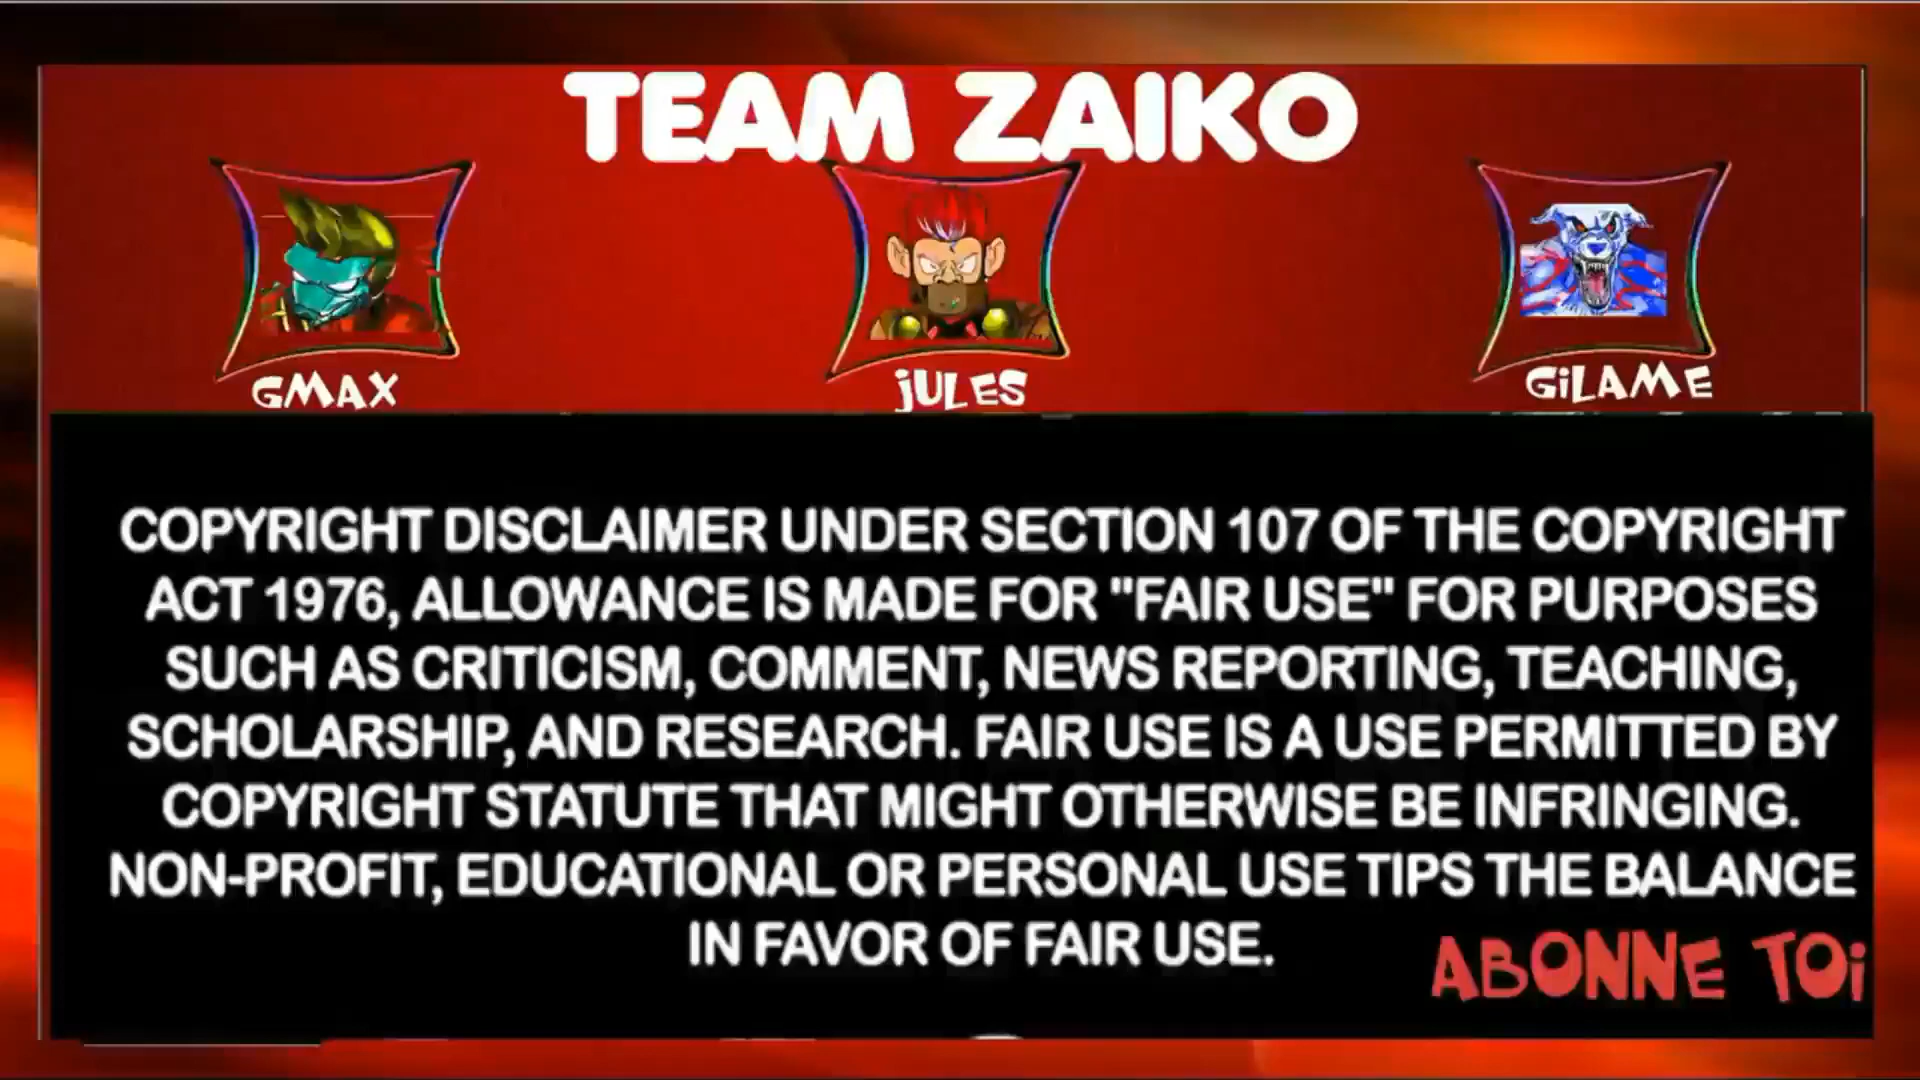 TEAM ZAIKO
GMAX
jULES
GiLAME
COPYRIGHT DISCLAIMER UNDER SECTION 107 OF THE COPYRIGHT
ACT 1976, ALLOWANCE IS MADE FOR "FAIR USE" FOR PURPOSES
SUCH AS CRITICISM, COMMENT, NEWS REPORTING, TEACHING,
SCHOLARSHIP, AND RESEARCH. FAIR USE IS A USE PERMITTED BY
COPYRIGHT STATUTE THAT MIGHT OTHERWISE BE INFRINGING.
NON-PROFIT, EDUCATIONAL OR PERSONAL USE TIPS THE BALANCE
IN FAVOR OF FAIR USE.
ABONNE TOi